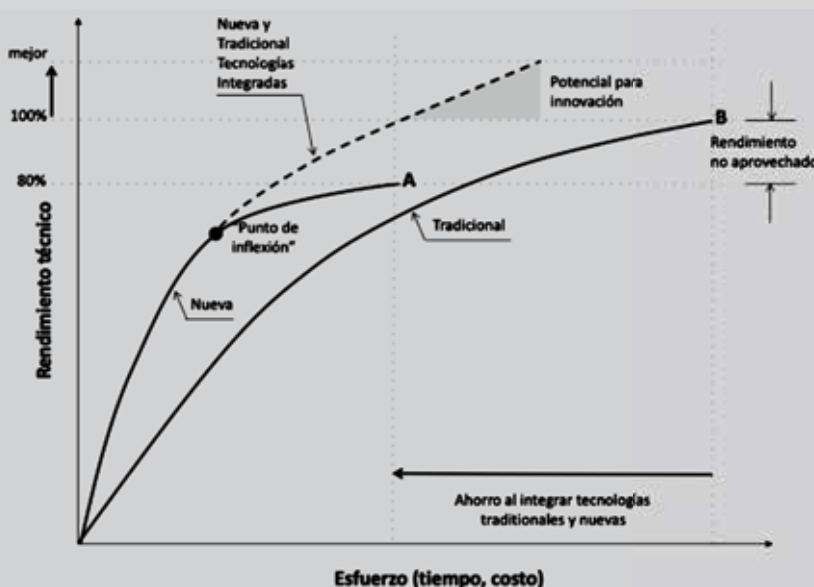 Nueva y
Tradicional
Tecnologías
Integradas
mejor
100%
80%
Potencial para
innovación
B
Rendimiento
no aprovechado
A
"Punto de
inflexión"
Tradicional
Nueva
Rendimiento técnico
Ahorro al integrar tecnologías
traditionales y nuevas
Esfuerzo (tiempo, costo)